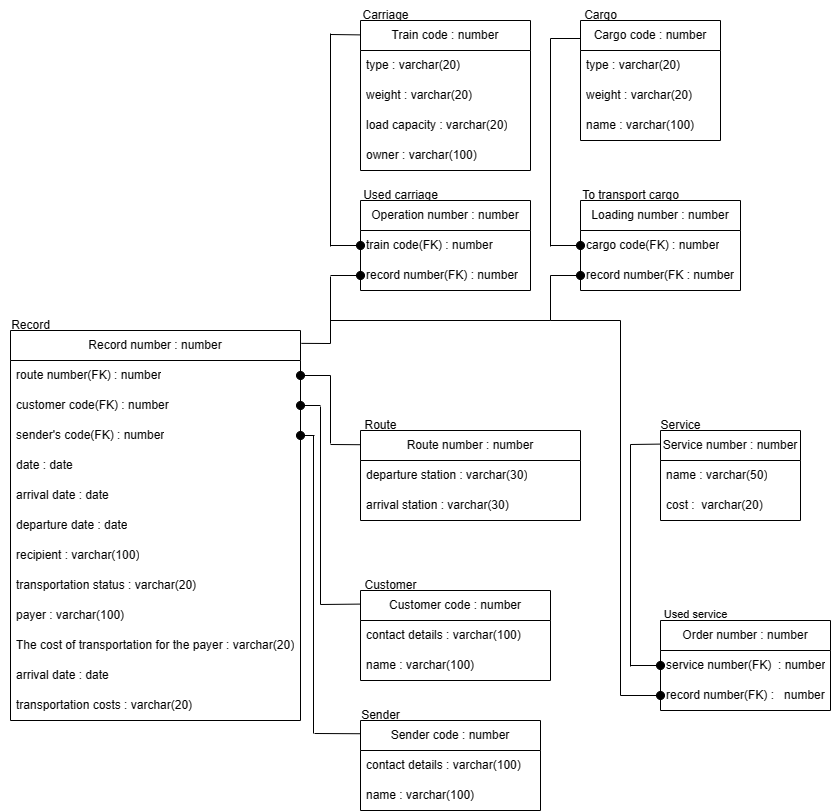 Carriage
Train code : number
type : varchar(20)
weight : varchar(20)
load capacity : varchar(20)
owner : varchar(100)
Cargo
Cargo code : number
type : varchar(20)
weight : varchar(20)
name : varchar(100)
Used carriage
Operation number : number
train code(FK) : number
record number(FK) : number
To transport cargo
Loading number : number
cargo code(FK) : number
record number(FK : number
Record
Record number : number
route number(FK) : number
customer code(FK) : number
sender's code(FK) : number
date : date
arrival date : date
departure date : date
recipient : varchar(100)
transportation status : varchar(20)
payer : varchar(100)
The cost of transportation for the payer : varchar(20)
arrival date : date
transportation costs : varchar(20)
Route
Route number : number
departure station : varchar(30)
arrival station : varchar(30)
Service
Service number : number
name : varchar(50)
cost :  varchar(20)
Customer
Customer code : number
contact details : varchar(100)
name : varchar(100)
Used service
Order number : number
service number(FK)  : number
record number(FK) :   number
Sender
Sender code : number
contact details : varchar(100)
name : varchar(100)